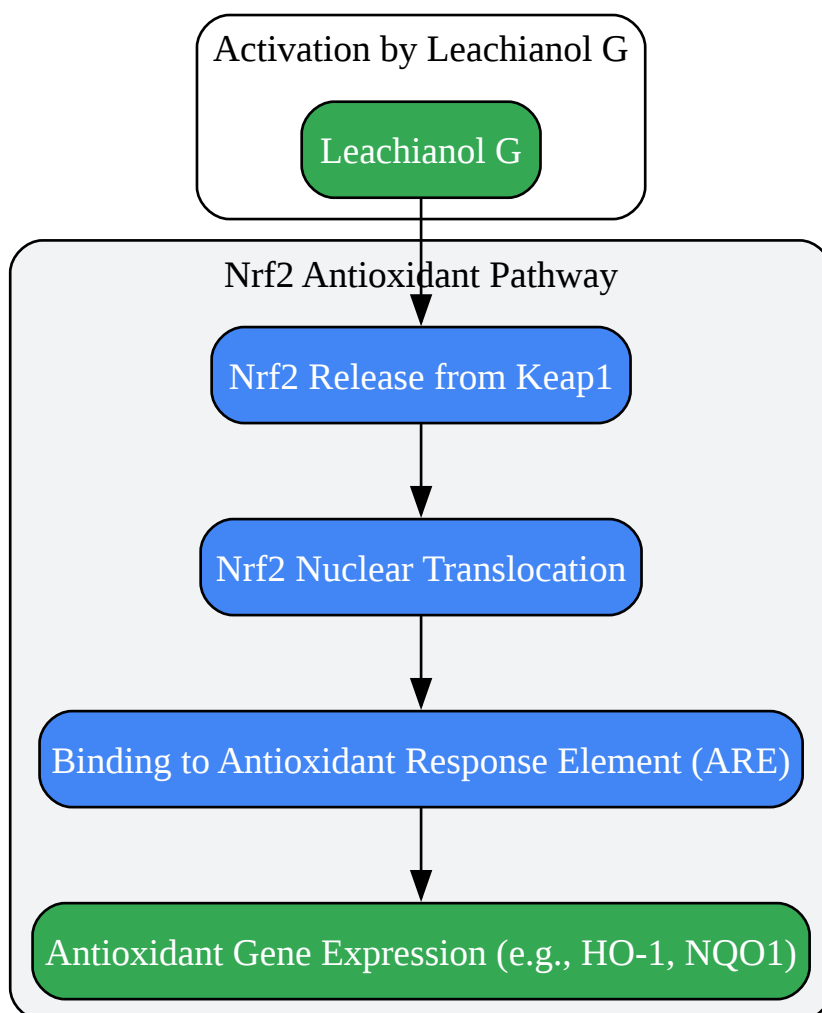 Activation by Leachianol G
Leachianol G
Nrf2 Antioxidant Pathway
Nrf2 Release from Keap1
Nrf2 Nuclear Translocation
Binding to Antioxidant Response Element (ARE)
Antioxidant Gene Expression (e.g., HO-1, NQO1)